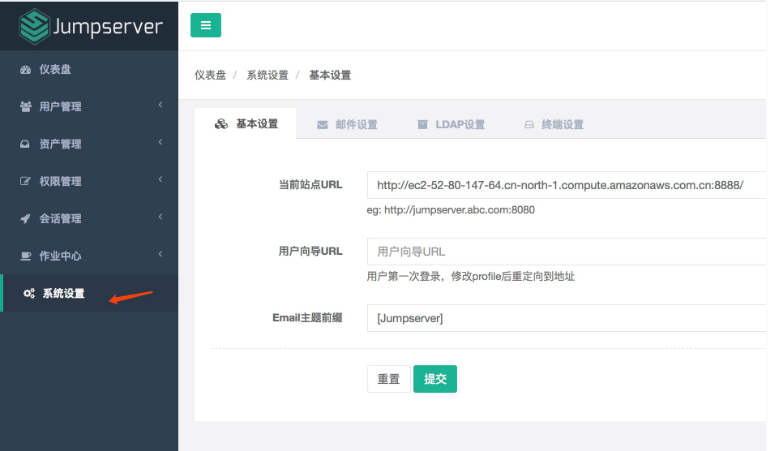 Jumpserver
仪表盘
用户管理
资产管理
权限管理
会话管理
作业中心
系统设置
仪表盘 / 系统设置 / 基本设置
基本设置 邮件设置 LDAP设置 终端设置
当前站点URL http://ec2-52-80-147-64.cn-north-1.compute.amazonaws.com.cn:8888/
eg: http://jumpserver.abc.com:8080
用户向导URL 用户向导URL
用户第一次登录，修改profile后重定向到地址
Email主题前缀 [Jumpserver]
重置 提交